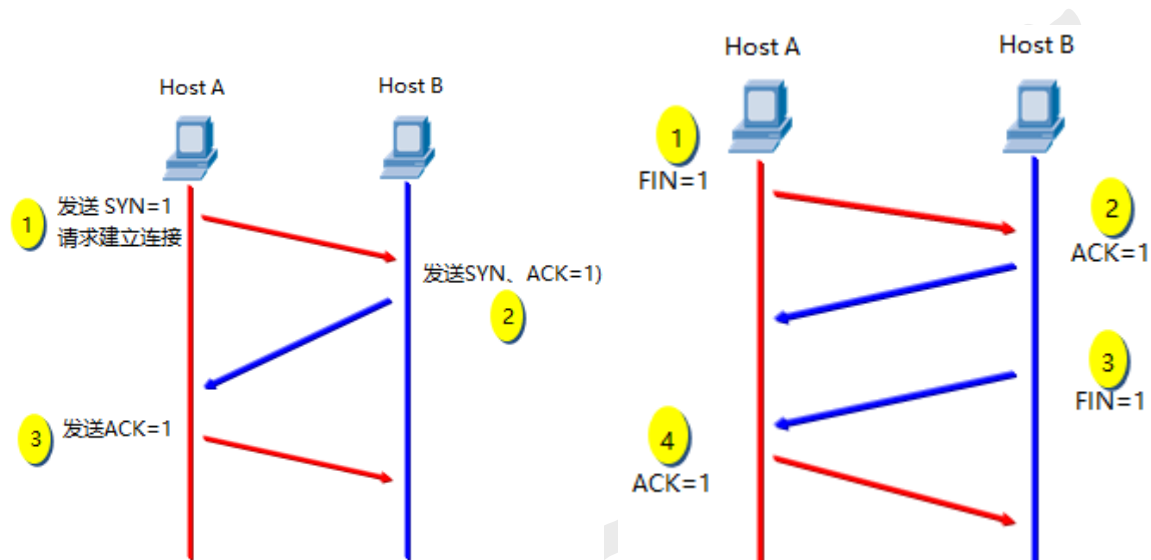 Host A
Host B
1
发送 SYN=1
请求建立连接
发送SYN、ACK=1)
2
3
发送ACK=1
Host A
Host B
1
FIN=1
2
ACK=1
3
FIN=1
4
ACK=1